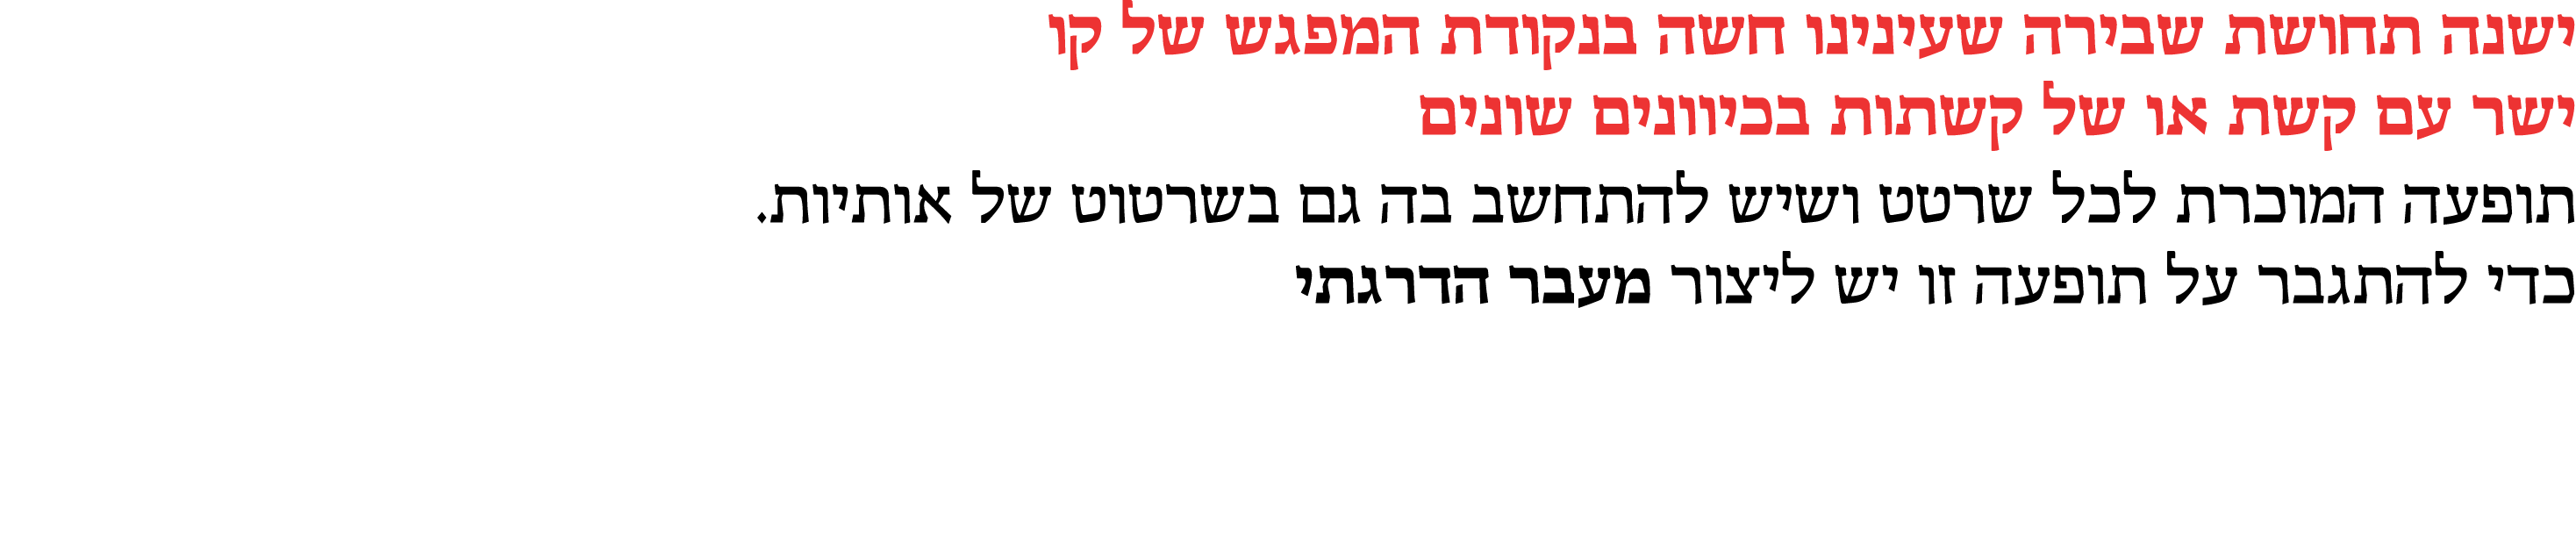 ישנה תחושת שבירה שעינינו חשה בנקודת המפגש של קו
ישר עם קשת או של קשתות בכיוונים שונים
תופעה המוכרת לכל שרטט ושיש להתחשב בה גם בשרטוט של אותיות.
כדי להתגבר על תופעה זו יש ליצור מעבר הדרגתי